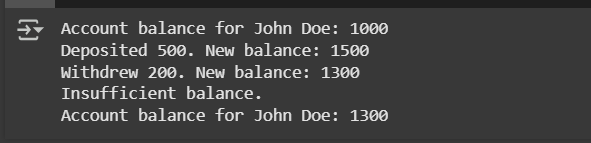 Account balance for John Doe: 1000
Deposited 500. New balance: 1500
Withdrew 200. New balance: 1300
Insufficient balance.
Account balance for John Doe: 1300